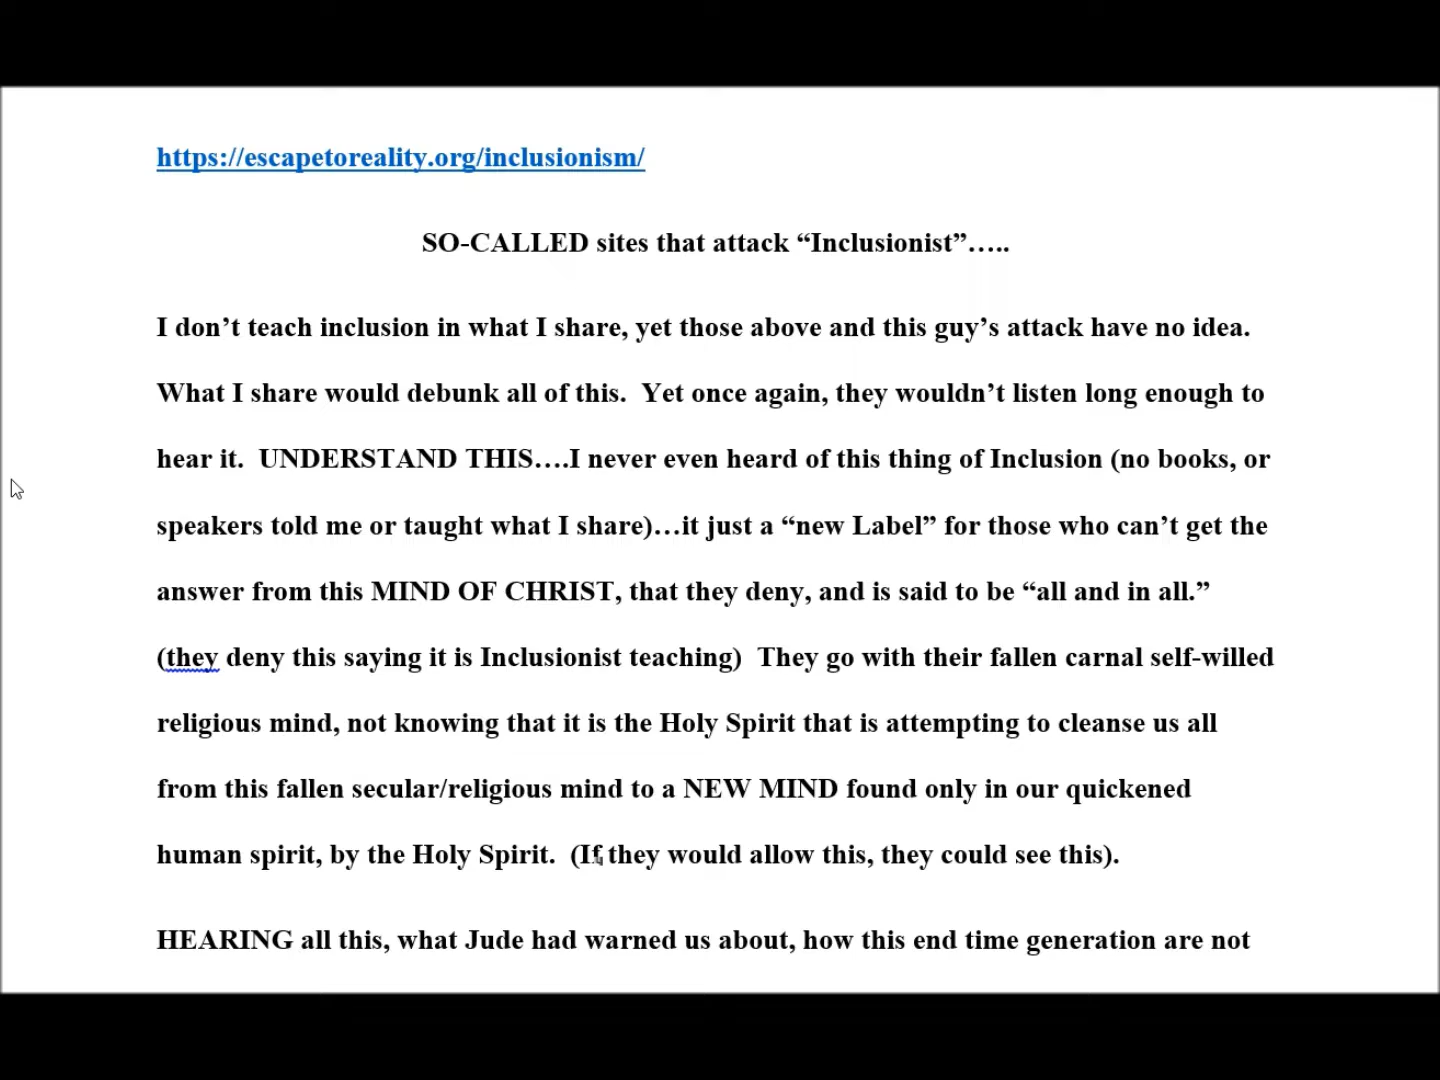 https://escapetoreality.org/inclusionism/
SO-CALLED sites that attack “Inclusionist”…..
I don’t teach inclusion in what I share, yet those above and this guy’s attack have no idea.
What I share would debunk all of this.  Yet once again, they wouldn’t listen long enough to
hear it.  UNDERSTAND THIS….I never even heard of this thing of Inclusion (no books, or
speakers told me or taught what I share)…it just a “new Label” for those who can’t get the
answer from this MIND OF CHRIST, that they deny, and is said to be “all and in all.”
(they deny this saying it is Inclusionist teaching)  They go with their fallen carnal self-willed
religious mind, not knowing that it is the Holy Spirit that is attempting to cleanse us all
from this fallen secular/religious mind to a NEW MIND found only in our quickened
human spirit, by the Holy Spirit.  (If they would allow this, they could see this).
HEARING all this, what Jude had warned us about, how this end time generation are not